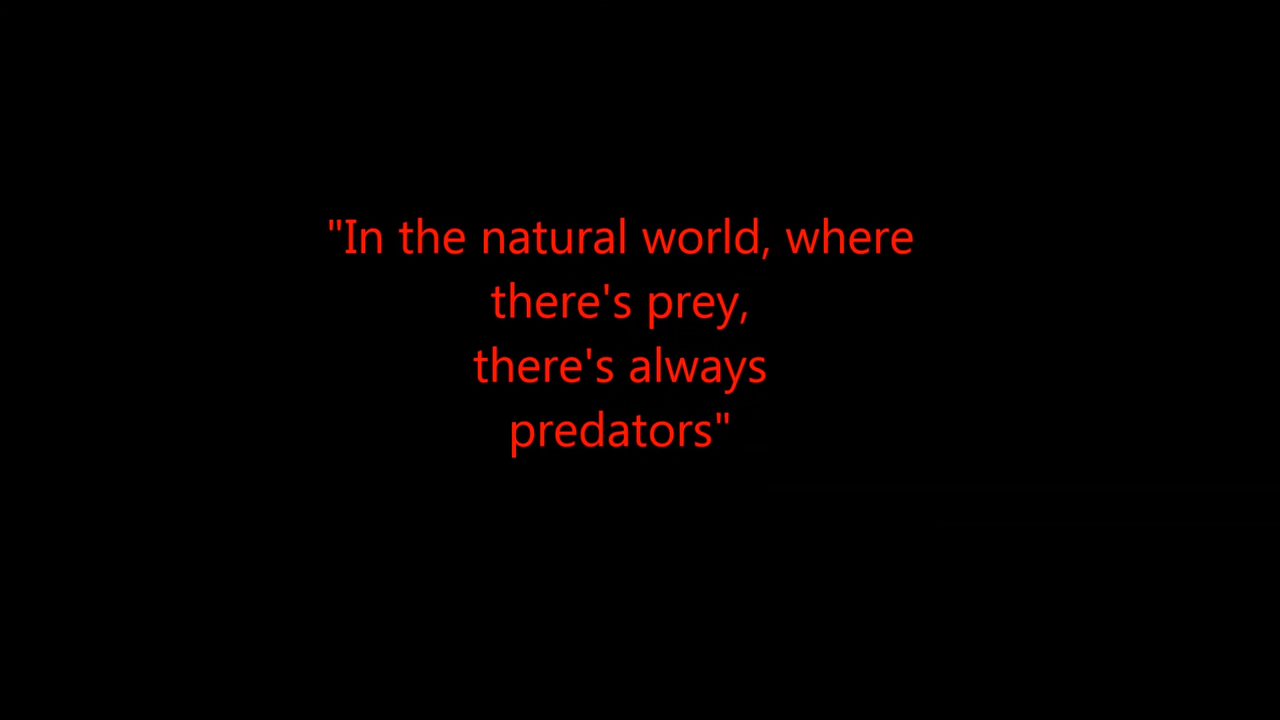 "In the natural world, where
there's prey,
there's always
predators"